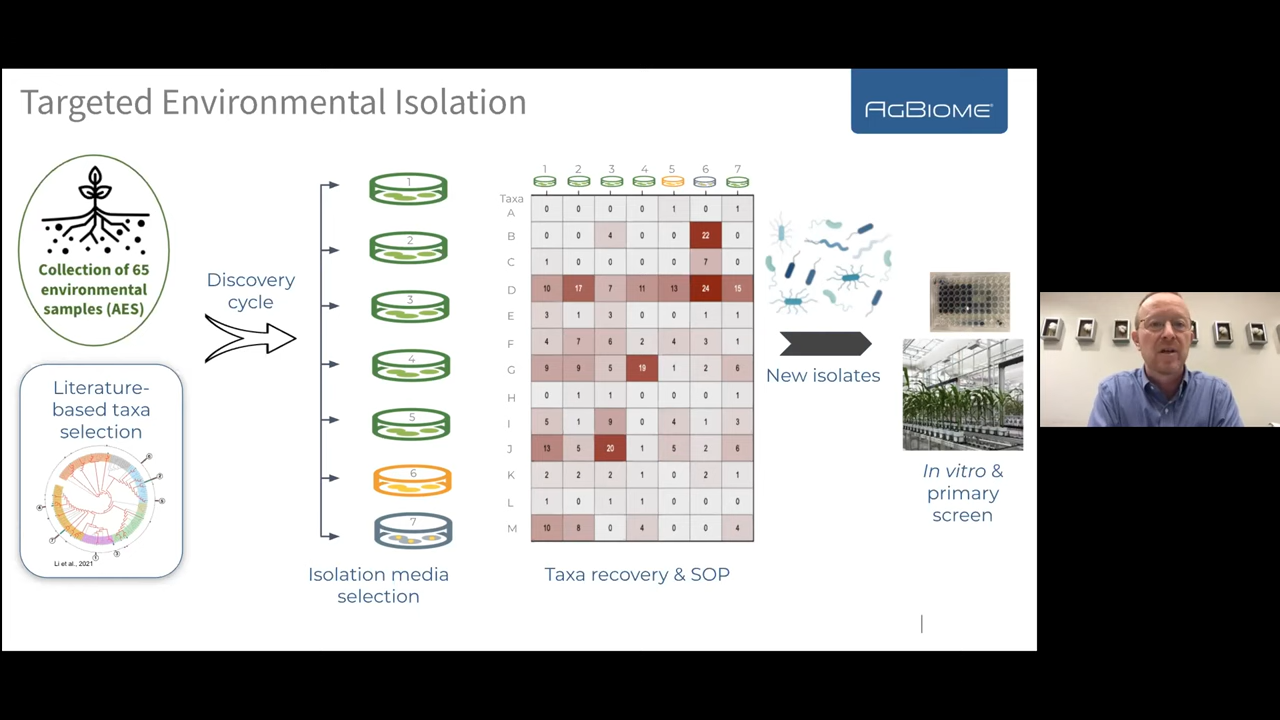 Targeted Environmental Isolation
AGBIOME
Collection of 65
environmental
samples (AES)
Literature-
based taxa
selection
Li et al., 2021
Discovery
cycle
1
2
3
4
5
6
7
Isolation media
selection
1 2 3 4 5 6 7
Taxa
A 0 0 0 0 1 0 1
B 0 0 4 0 0 22 0
C 1 0 0 0 0 7 0
D 10 17 7 11 13 24 15
E 3 1 3 0 0 1 1
F 4 7 6 2 4 3 1
G 9 9 5 19 1 2 6
H 0 1 1 0 0 1 0
I 5 1 9 0 4 1 3
J 13 5 20 1 5 2 6
K 2 2 2 1 0 2 1
L 1 0 1 1 0 0 0
M 10 8 0 4 0 0 4
Taxa recovery & SOP
New isolates
In vitro &
primary
screen